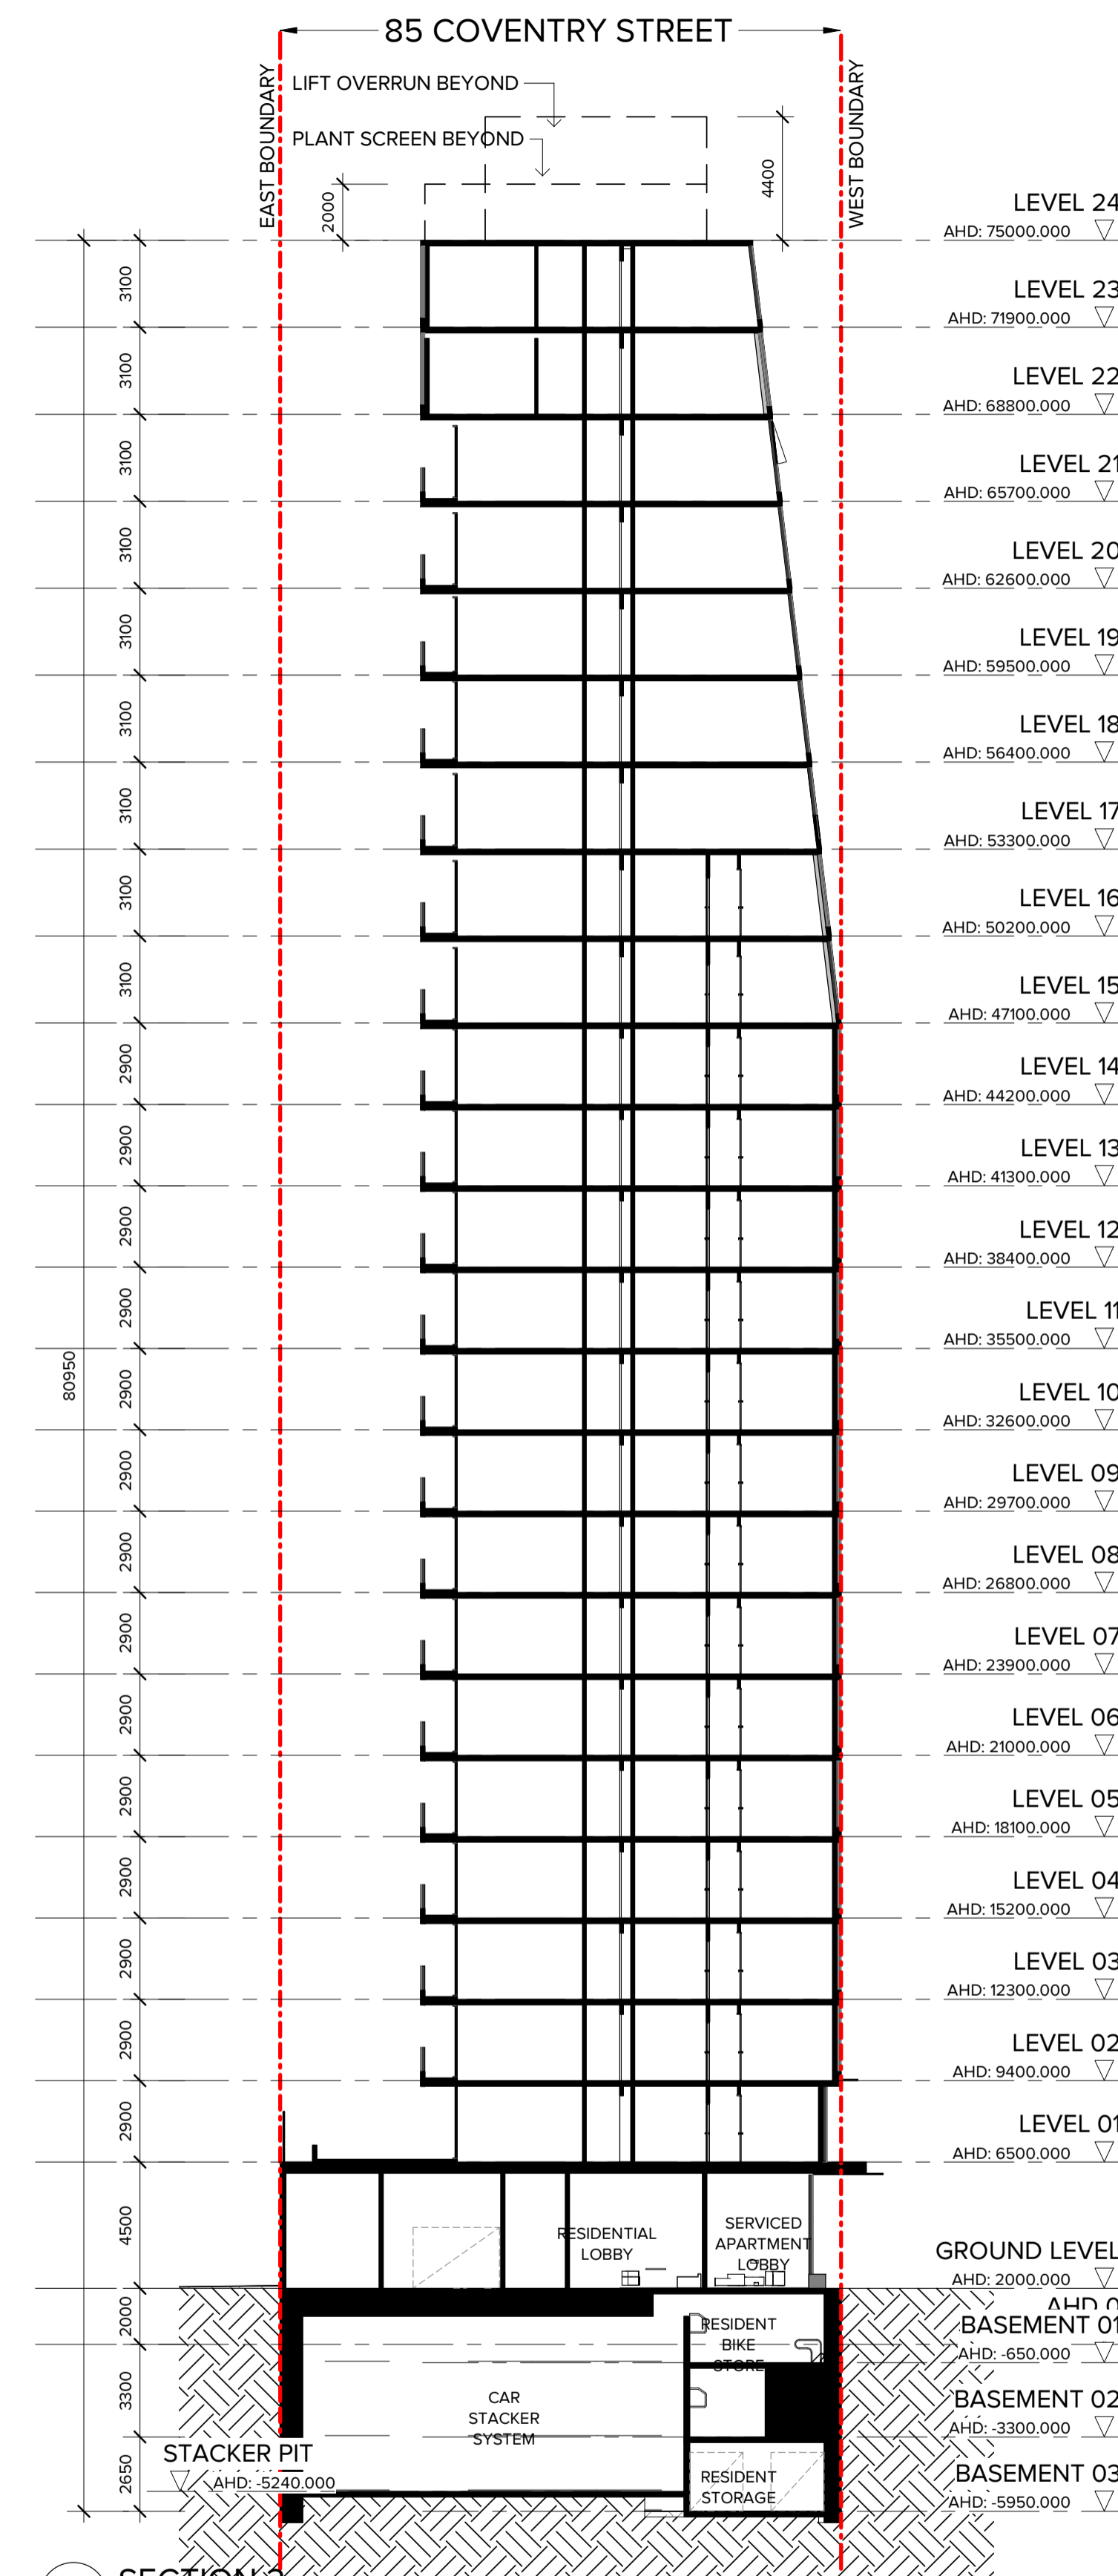 85 COVENTRY STREET
EAST BOUNDARY
WEST BOUNDARY
LIFT OVERRUN BEYOND
PLANT SCREEN BEYOND
2000
4400
LEVEL 24
AHD: 75000.000
3100
LEVEL 23
AHD: 71900.000
3100
LEVEL 22
AHD: 68800.000
3100
LEVEL 21
AHD: 65700.000
3100
LEVEL 20
AHD: 62600.000
3100
LEVEL 19
AHD: 59500.000
3100
LEVEL 18
AHD: 56400.000
3100
LEVEL 17
AHD: 53300.000
3100
LEVEL 16
AHD: 50200.000
3100
LEVEL 15
AHD: 47100.000
2900
LEVEL 14
AHD: 44200.000
2900
LEVEL 13
AHD: 41300.000
2900
LEVEL 12
AHD: 38400.000
2900
LEVEL 11
AHD: 35500.000
80950
2900
LEVEL 10
AHD: 32600.000
2900
LEVEL 09
AHD: 29700.000
2900
LEVEL 08
AHD: 26800.000
2900
LEVEL 07
AHD: 23900.000
2900
LEVEL 06
AHD: 21000.000
2900
LEVEL 05
AHD: 18100.000
2900
LEVEL 04
AHD: 15200.000
2900
LEVEL 03
AHD: 12300.000
2900
LEVEL 02
AHD: 9400.000
2900
LEVEL 01
AHD: 6500.000
4500
RESIDENTIAL
LOBBY
SERVICED
APARTMENT
LOBBY
GROUND LEVEL
AHD: 2000.000
AHD 0
2000
RESIDENT
BIKE
STORE
BASEMENT 01
AHD: -650.000
3300
CAR
STACKER
SYSTEM
BASEMENT 02
AHD: -3300.000
2650
STACKER PIT
AHD: -5240.000
RESIDENT
STORAGE
BASEMENT 03
AHD: -5950.000
SECTION 2